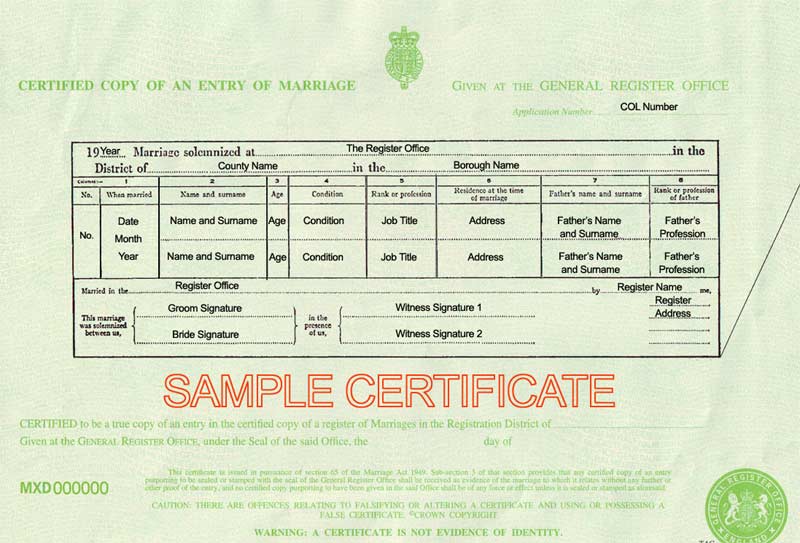 CERTIFIED COPY OF AN ENTRY OF MARRIAGE
GIVEN AT THE GENERAL REGISTER OFFICE
Application Number COL Number
19 Year Marriage solemnized at The Register Office in the
District of County Name in the Borough Name
Columns:— 1 2 3 4 5 6 7 8
No. When married Name and surname Age Condition Rank or profession Residence at the time of marriage Father's name and surname Rank or profession of father
No. Date Month Year
Name and Surname Age Condition Job Title Address Father's Name and Surname Father's Profession
Name and Surname Age Condition Job Title Address Father's Name and Surname Father's Profession
Married in the Register Office by Register Name me,
Register
Address
This marriage was solemnized between us,
Groom Signature
Bride Signature
in the presence of us,
Witness Signature 1
Witness Signature 2
SAMPLE CERTIFICATE
CERTIFIED to be a true copy of an entry in the certified copy of a register of Marriages in the Registration District of
Given at the GENERAL REGISTER OFFICE, under the Seal of the said Office, the day of
MXD 000000
This certificate is issued in pursuance of section 65 of the Marriage Act 1949. Sub-section 3 of that section provides that any certified copy of an entry
purporting to be sealed or stamped with the seal of the General Register Office shall be received as evidence of the marriage to which it relates without any further or
other proof of the entry, and no certified copy purporting to have been given in the said Office shall be of any force or effect unless it is sealed or stamped as aforesaid.
CAUTION: THERE ARE OFFENCES RELATING TO FALSIFYING OR ALTERING A CERTIFICATE AND USING OR POSSESSING A
FALSE CERTIFICATE. ©CROWN COPYRIGHT
WARNING: A CERTIFICATE IS NOT EVIDENCE OF IDENTITY.
GENERAL REGISTER OFFICE
ENGLAND